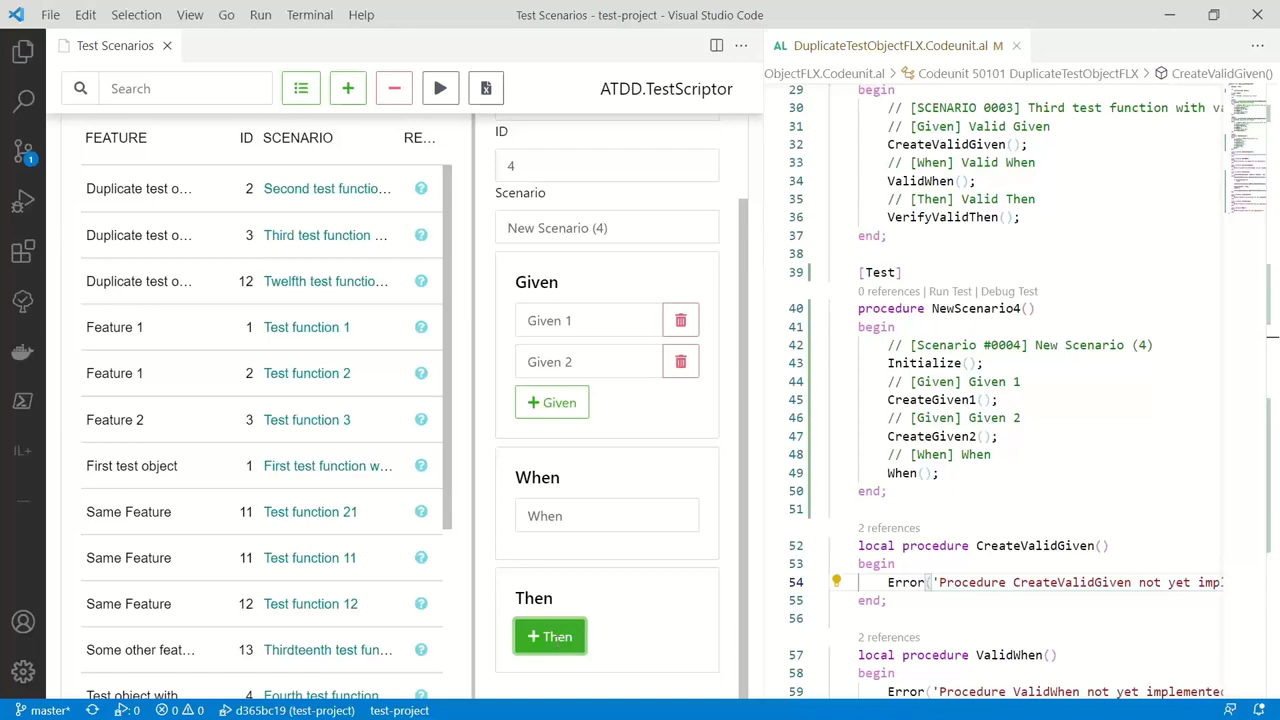 File Edit Selection View Go Run Terminal Help
Test Scenarios - test-project - Visual Studio Code
Test Scenarios
Search
ATDD.TestScriptor
FEATURE ID SCENARIO RE...
Duplicate test o... 2 Second test functio...
Duplicate test o... 3 Third test function ...
Duplicate test o... 12 Twelfth test functio...
Feature 1 1 Test function 1
Feature 1 2 Test function 2
Feature 2 3 Test function 3
First test object 1 First test function w...
Same Feature 11 Test function 21
Same Feature 11 Test function 11
Same Feature 12 Test function 12
Some other feat... 13 Thirdteenth test fun...
Test object with 4 Fourth test function
ID
4
Scenario
New Scenario (4)
Given
Given 1
Given 2
+ Given
When
When
Then
+ Then
AL DuplicateTestObjectFLX.Codeunit.al M
ObjectFLX.Codeunit.al > Codeunit 50101 DuplicateTestObjectFLX > CreateValidGiven()
29 begin
30 // [SCENARIO 0003] Third test function with va
31 // [Given] Valid Given
32 CreateValidGiven();
33 // [When] Valid When
34 ValidWhen();
35 // [Then] Valid Then
36 VerifyValidThen();
37 end;
38
39 [Test]
0 references | Run Test | Debug Test
40 procedure NewScenario4()
41 begin
42 // [Scenario #0004] New Scenario (4)
43 Initialize();
44 // [Given] Given 1
45 CreateGiven1();
46 // [Given] Given 2
47 CreateGiven2();
48 // [When] When
49 When();
50 end;
51
2 references
52 local procedure CreateValidGiven()
53 begin
54 Error('Procedure CreateValidGiven not yet impl
55 end;
56
2 references
57 local procedure ValidWhen()
58 begin
59 Error('Procedure ValidWhen not yet implemented
1
IL+
master* 0 0 0 d365bc19 (test-project) test-project